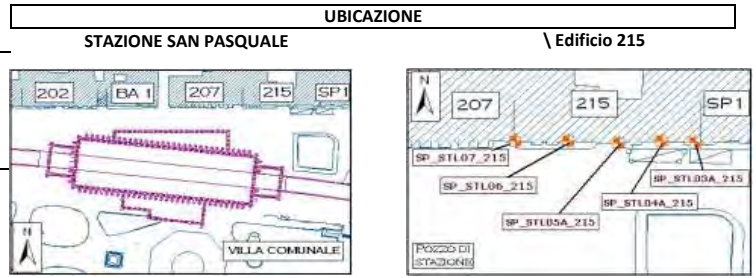 UBICAZIONE
STAZIONE SAN PASQUALE
\ Edificio 215
202 BA 1 207 215 SP1
N
VILLA COMUNALE
N
207 215 SP1
SP_STL07_215
SP_STL06_215
SP_STL05A_215
SP_STL04A_215
SP_STL03A_215
POZZO DI
STAZIONE